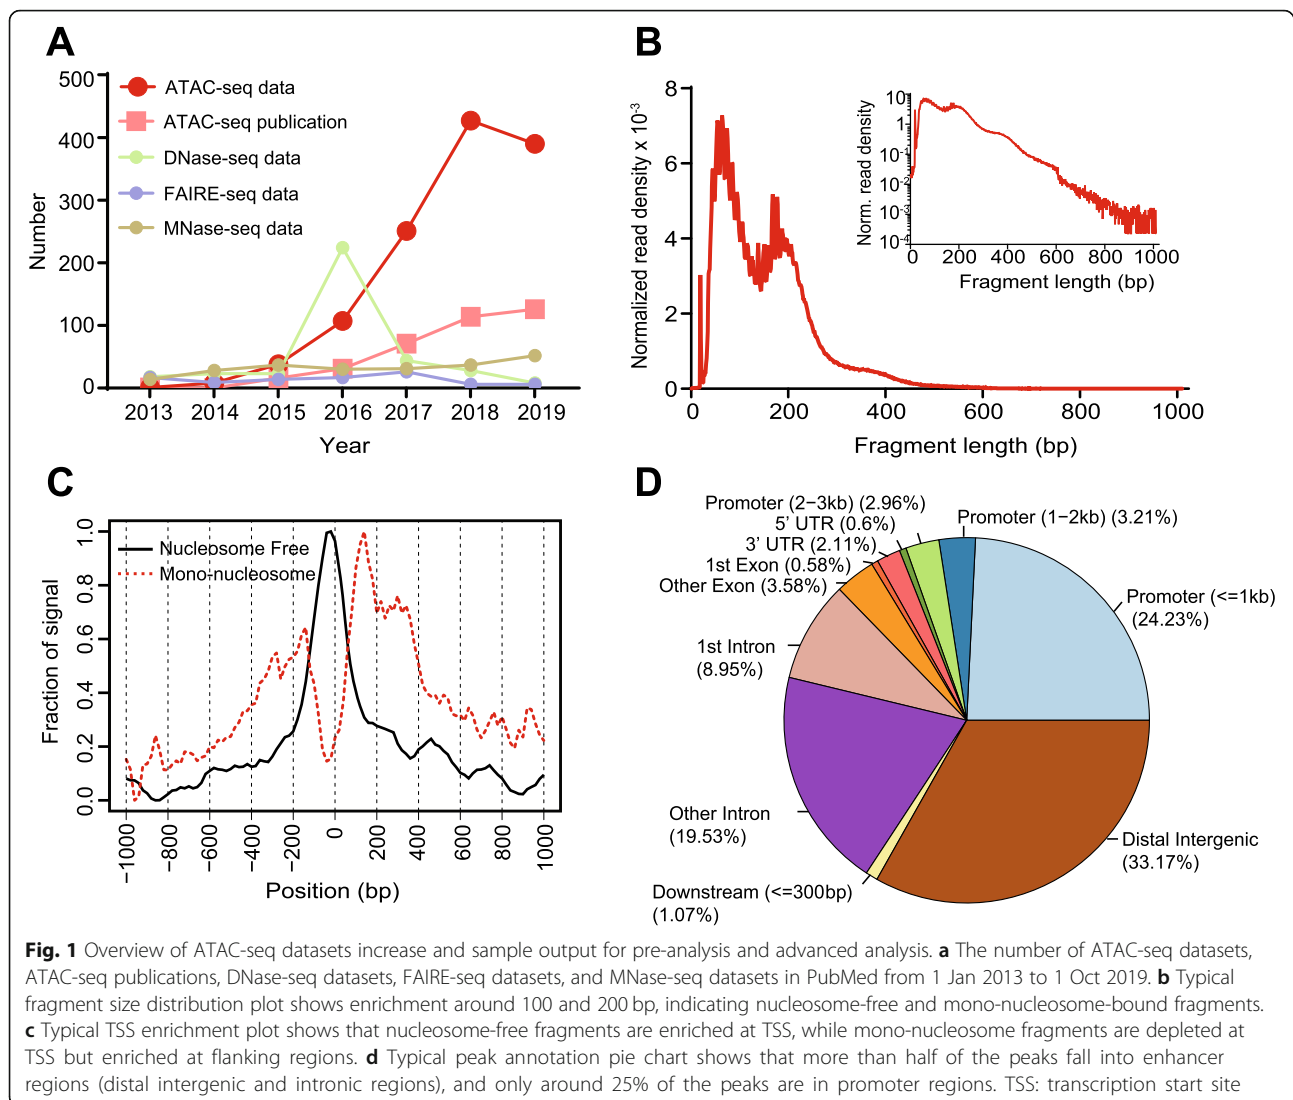 A
500
400
300
200
100
0
Number
ATAC-seq data
ATAC-seq publication
DNase-seq data
FAIRE-seq data
MNase-seq data
2013 2014 2015 2016 2017 2018 2019
Year
B
8
6
4
2
0
Normalized read density x 10-3
0 200 400 600 800 1000
Fragment length (bp)
10
1
10-1
10-2
10-3
10-4
Norm. read density
0 200 400 600 800 1000
Fragment length (bp)
C
1.0
0.8
0.6
0.4
0.2
0.0
Fraction of signal
Nuclepsome Free
Mono-nucleosome
−1000 −800 −600 −400 −200 0 200 400 600 800 1000
Position (bp)
D
Promoter (2−3kb) (2.96%)
5’ UTR (0.6%)
3’ UTR (2.11%)
1st Exon (0.58%)
Other Exon (3.58%)
1st Intron
(8.95%)
Other Intron
(19.53%)
Downstream (<=300bp)
(1.07%)
Promoter (1−2kb) (3.21%)
Promoter (<=1kb)
(24.23%)
Distal Intergenic
(33.17%)
Fig. 1 Overview of ATAC-seq datasets increase and sample output for pre-analysis and advanced analysis. a The number of ATAC-seq datasets,
ATAC-seq publications, DNase-seq datasets, FAIRE-seq datasets, and MNase-seq datasets in PubMed from 1 Jan 2013 to 1 Oct 2019. b Typical
fragment size distribution plot shows enrichment around 100 and 200 bp, indicating nucleosome-free and mono-nucleosome-bound fragments.
c Typical TSS enrichment plot shows that nucleosome-free fragments are enriched at TSS, while mono-nucleosome fragments are depleted at
TSS but enriched at flanking regions. d Typical peak annotation pie chart shows that more than half of the peaks fall into enhancer
regions (distal intergenic and intronic regions), and only around 25% of the peaks are in promoter regions. TSS: transcription start site